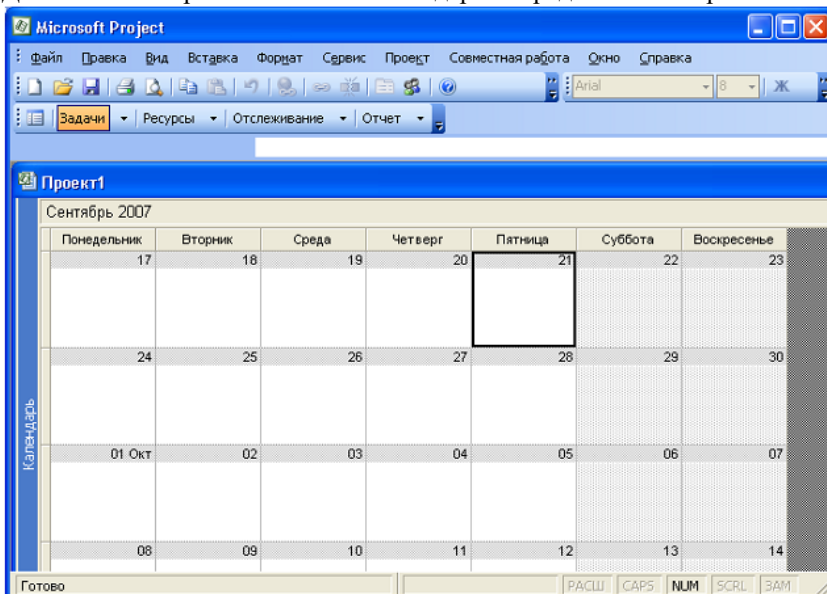 Microsoft Project
Файл Правка Вид Вставка Формат Сервис Проект Совместная работа Окно Справка
Arial 8 Ж
Задачи Ресурсы Отслеживание Отчет
Проект1
Сентябрь 2007
Понедельник Вторник Среда Четверг Пятница Суббота Воскресенье
17 18 19 20 21 22 23
24 25 26 27 28 29 30
Календарь
01 Окт 02 03 04 05 06 07
08 09 10 11 12 13 14
Готово РАСШ CAPS NUM SCRL ЗАМ